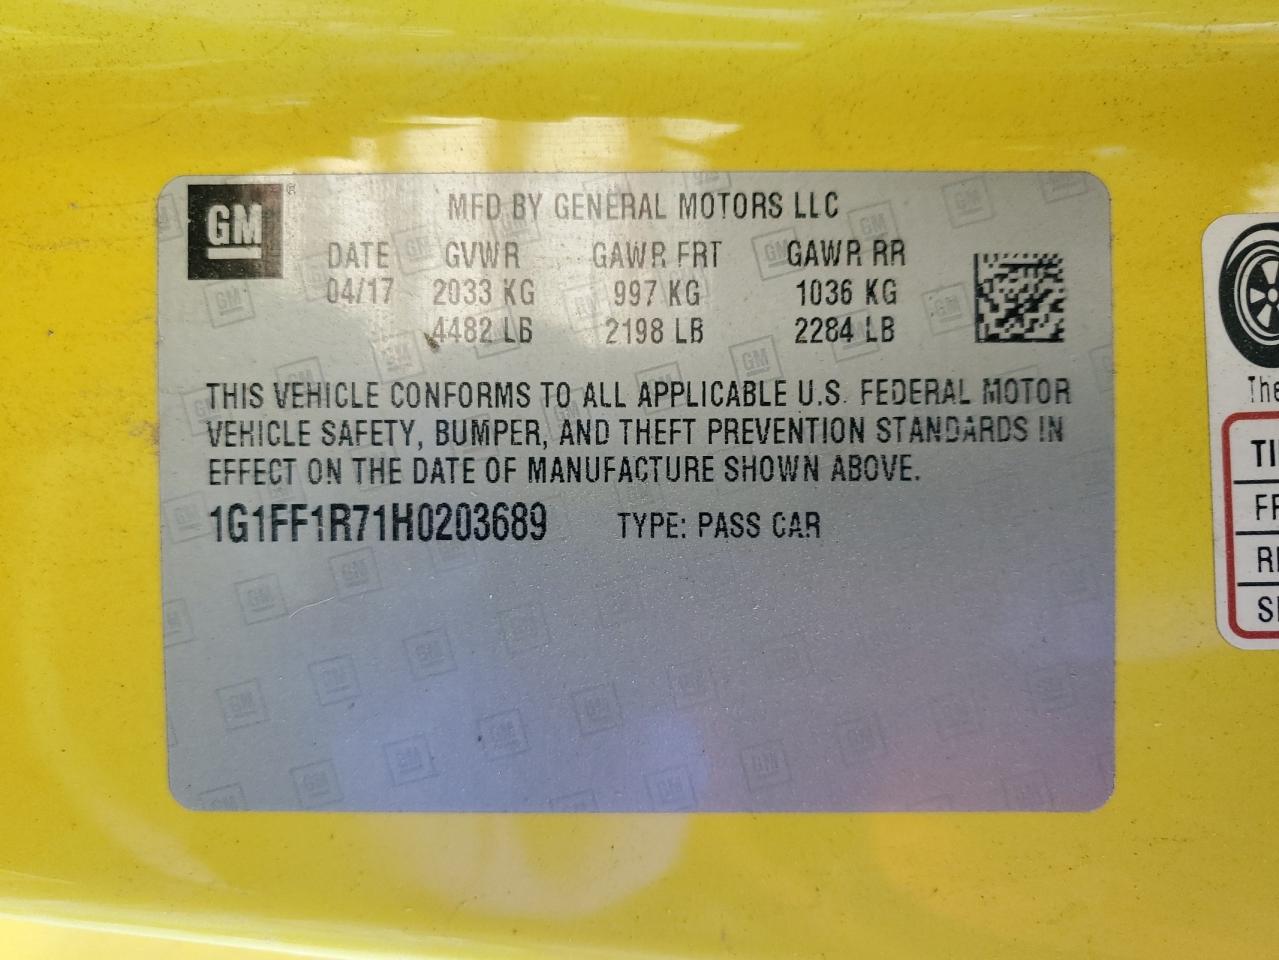 GM ®
MFD BY GENERAL MOTORS LLC
DATE GVWR GAWR FRT GAWR RR
04/17 2033 KG 997 KG 1036 KG
4482 LB 2198 LB 2284 LB
THIS VEHICLE CONFORMS TO ALL APPLICABLE U.S. FEDERAL MOTOR
VEHICLE SAFETY, BUMPER, AND THEFT PREVENTION STANDARDS IN
EFFECT ON THE DATE OF MANUFACTURE SHOWN ABOVE.
1G1FF1R71H0203689 TYPE: PASS CAR
The
TI